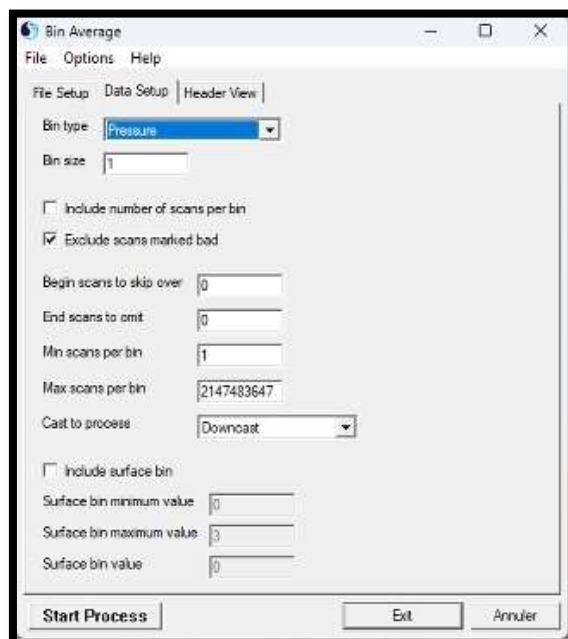 Bin Average
File Options Help
File Setup Data Setup Header View
Bin type Pressure
Bin size 1
Include number of scans per bin
Exclude scans marked bad
Begin scans to skip over 0
End scans to omit 0
Min scans per bin 1
Max scans per bin 2147483647
Cast to process Downcast
Include surface bin
Surface bin minimum value 0
Surface bin maximum value 3
Surface bin value 0
Start Process Exit Annuler